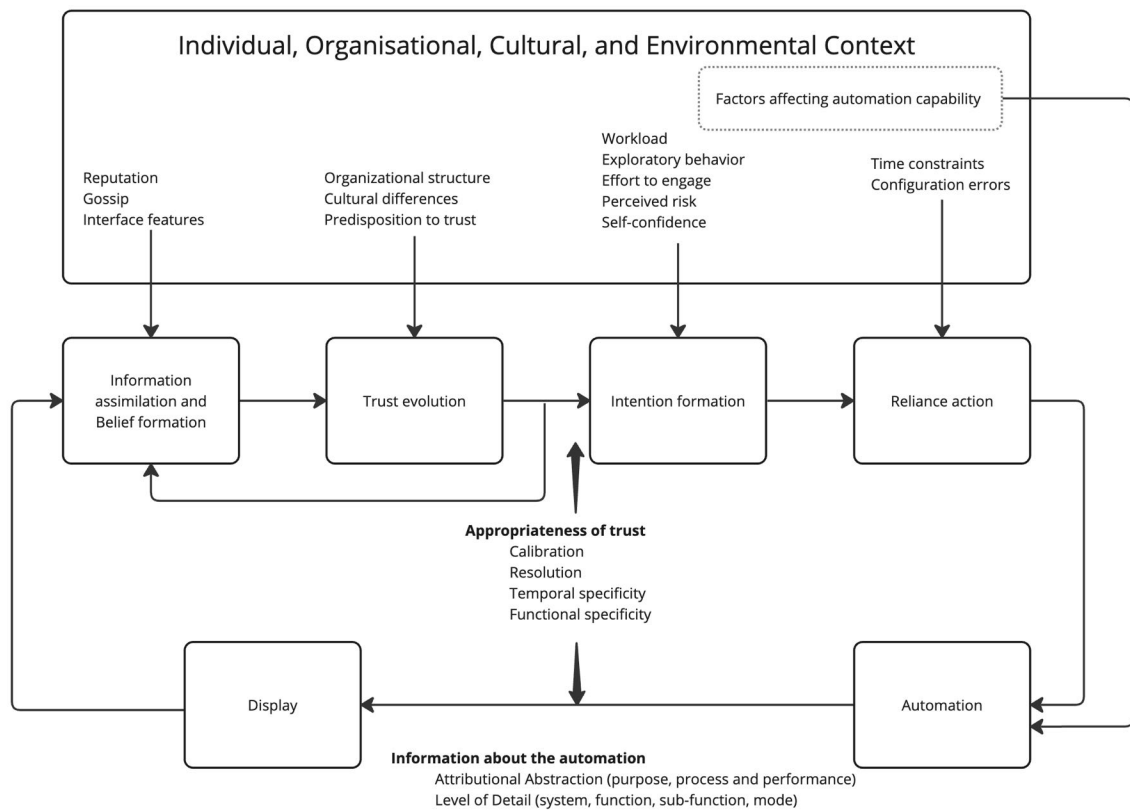 Individual, Organisational, Cultural, and Environmental Context
Factors affecting automation capability
Reputation
Gossip
Interface features
Organizational structure
Cultural differences
Predisposition to trust
Workload
Exploratory behavior
Effort to engage
Perceived risk
Self-confidence
Time constraints
Configuration errors
Information
assimilation and
Belief formation
Trust evolution
Intention formation
Reliance action
Appropriateness of trust
Calibration
Resolution
Temporal specificity
Functional specificity
Display
Automation
Information about the automation
Attributional Abstraction (purpose, process and performance)
Level of Detail (system, function, sub-function, mode)